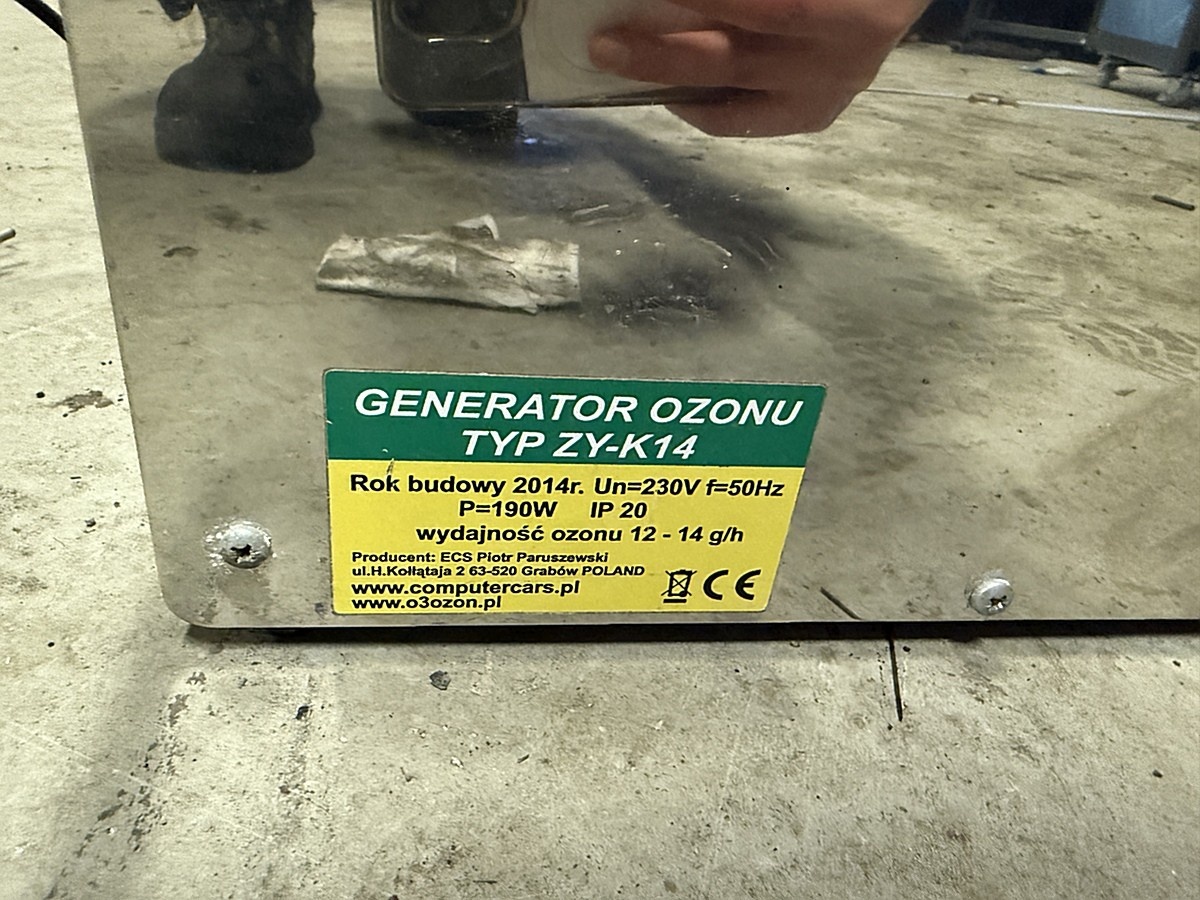 GENERATOR OZONU
TYP ZY-K14
Rok budowy 2014r. Un=230V f=50Hz
P=190W IP 20
wydajność ozonu 12 - 14 g/h
Producent: ECS Piotr Paruszewski
ul.H.Kołłątaja 2 63-520 Grabów POLAND
www.computercars.pl
www.o3ozon.pl
CE